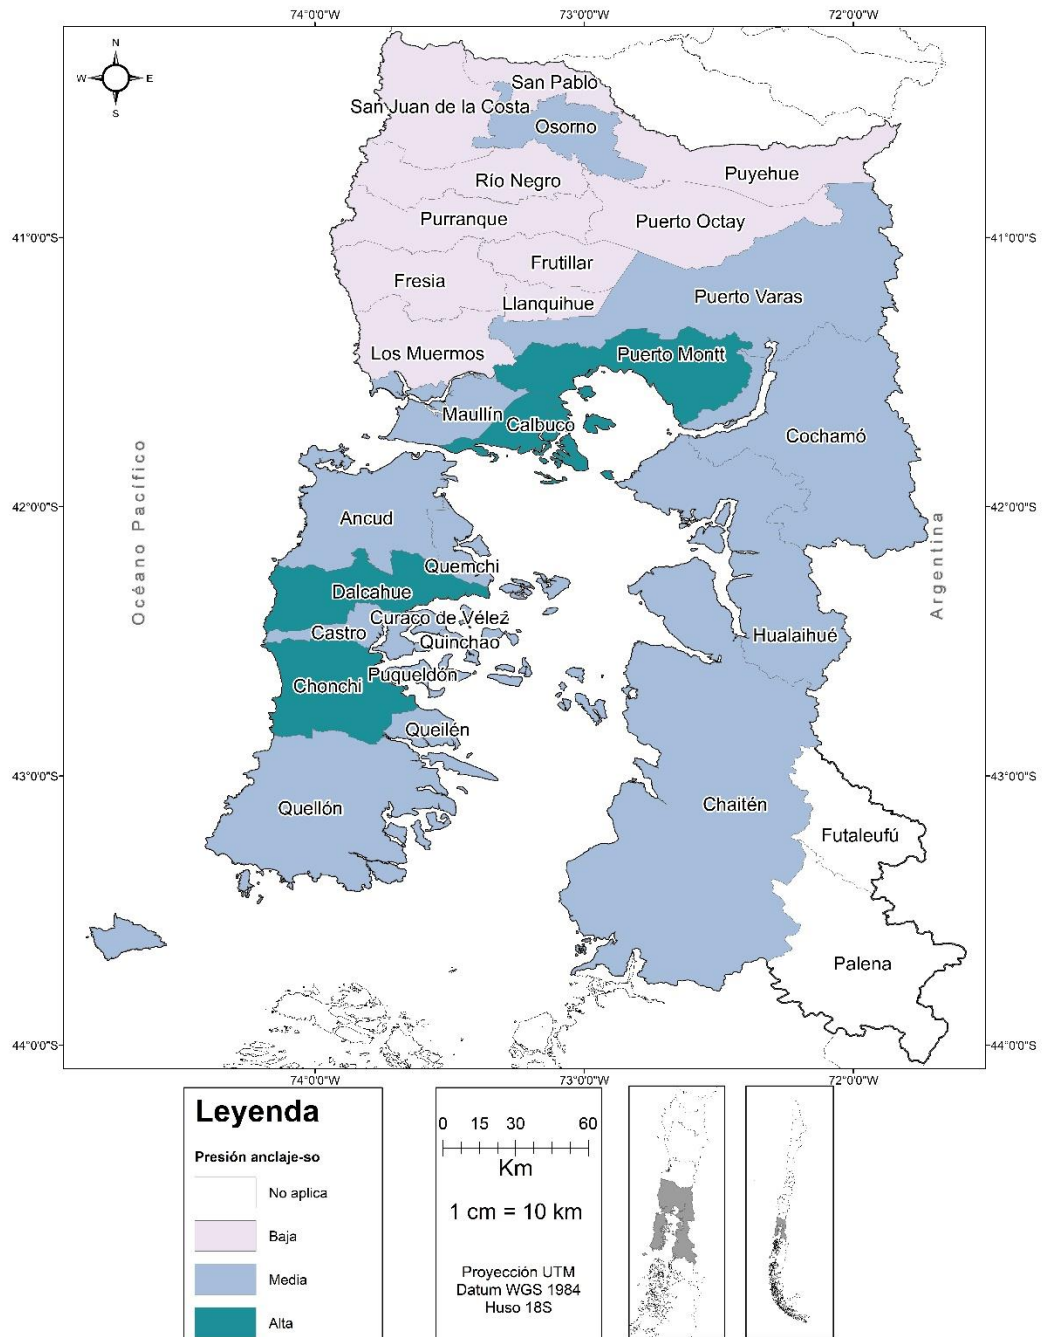 74°0'0"W 73°0'0"W 72°0'0"W
N
W E
S
San Pablo
San Juan de la Costa
Osorno
Puyehue
Río Negro
Purranque
Puerto Octay
41°0'0"S 41°0'0"S
Frutillar
Fresia
Puerto Varas
Llanquihue
Los Muermos
Puerto Montt
Maullín
Calbuco
Cochamó
Océano Pacífico
42°0'0"S 42°0'0"S
Ancud
Argentina
Quemchi
Dalcahue
Curaco de Vélez
Castro
Quinchao
Hualaihué
Puqueldón
Chonchi
Queilén
43°0'0"S 43°0'0"S
Quellón
Chaitén
Futaleufú
Palena
44°0'0"S 44°0'0"S
74°0'0"W 73°0'0"W 72°0'0"W
Leyenda
Presión anclaje-so
No aplica
Baja
Media
Alta
0 15 30 60
Km
1 cm = 10 km
Proyección UTM
Datum WGS 1984
Huso 18S